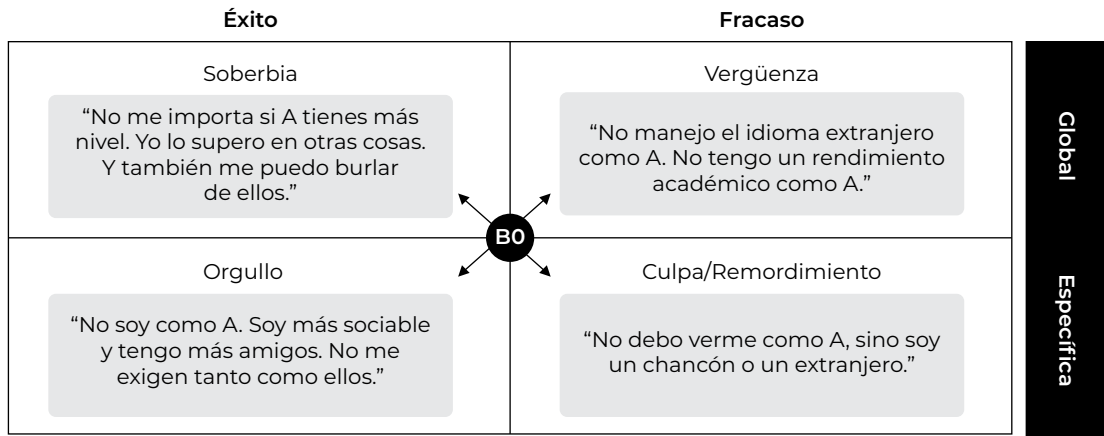 Éxito
Fracaso
Soberbia
“No me importa si A tienes más
nivel. Yo lo supero en otras cosas.
Y también me puedo burlar
de ellos.”
Vergüenza
“No manejo el idioma extranjero
como A. No tengo un rendimiento
académico como A.”
Global
B0
Orgullo
“No soy como A. Soy más sociable
y tengo más amigos. No me
exigen tanto como ellos.”
Culpa/Remordimiento
“No debo verme como A, sino soy
un chancón o un extranjero.”
Específica